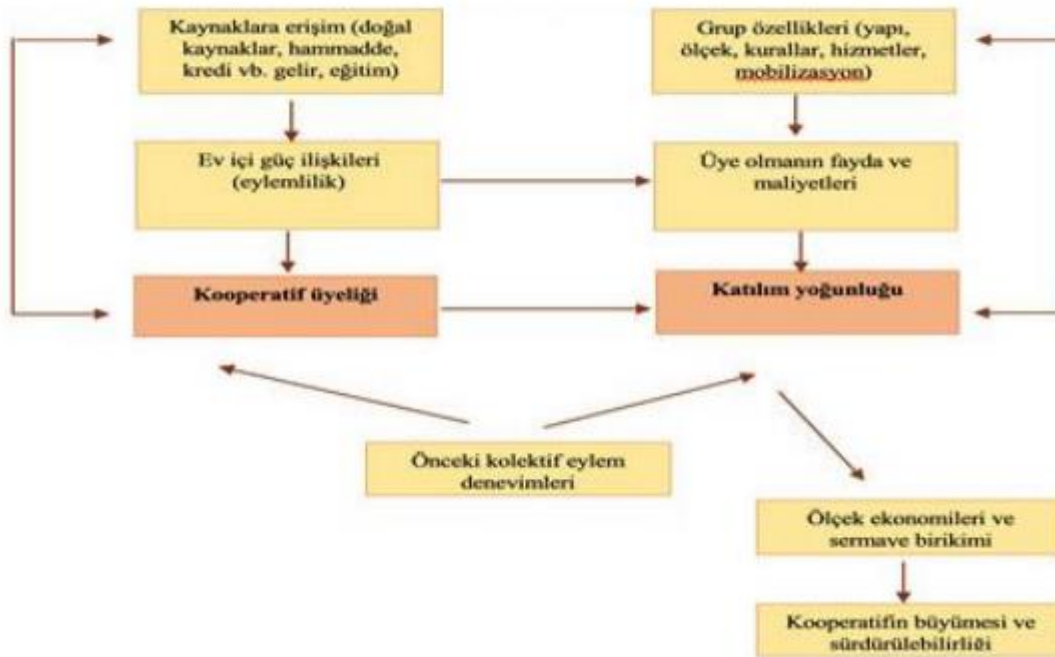 Kaynaklara erişim (doğal
kaynaklar, hammadde,
kredi vb. gelir, eğitim)
Grup özellikleri (yapı,
ölçek, kurallar, hizmetler,
mobilizasyon)
Ev içi güç ilişkileri
(eylemlilik)
Üye olmanın fayda ve
maliyetleri
Kooperatif üyeliği
Katılım yoğunluğu
Önceki kolektif eylem
denevimleri
Ölçek ekonomileri ve
sermave birikimi
Kooperatifin büyümesi ve
sürdürülebilirliği